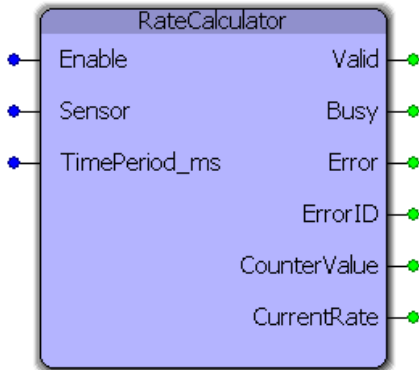 RateCalculator
Enable Valid
Sensor Busy
TimePeriod_ms Error
ErrorID
CounterValue
CurrentRate